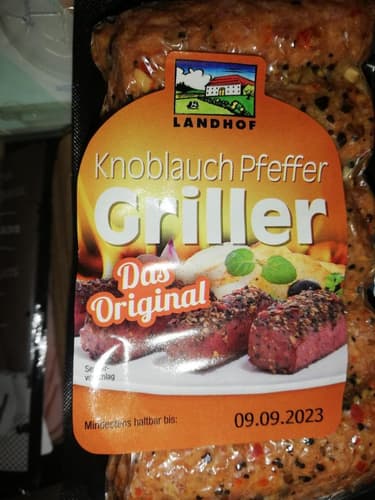 LANDHOF
Knoblauch Pfeffer
Griller
Das
Original
Mindestens haltbar bis:
09.09.2023